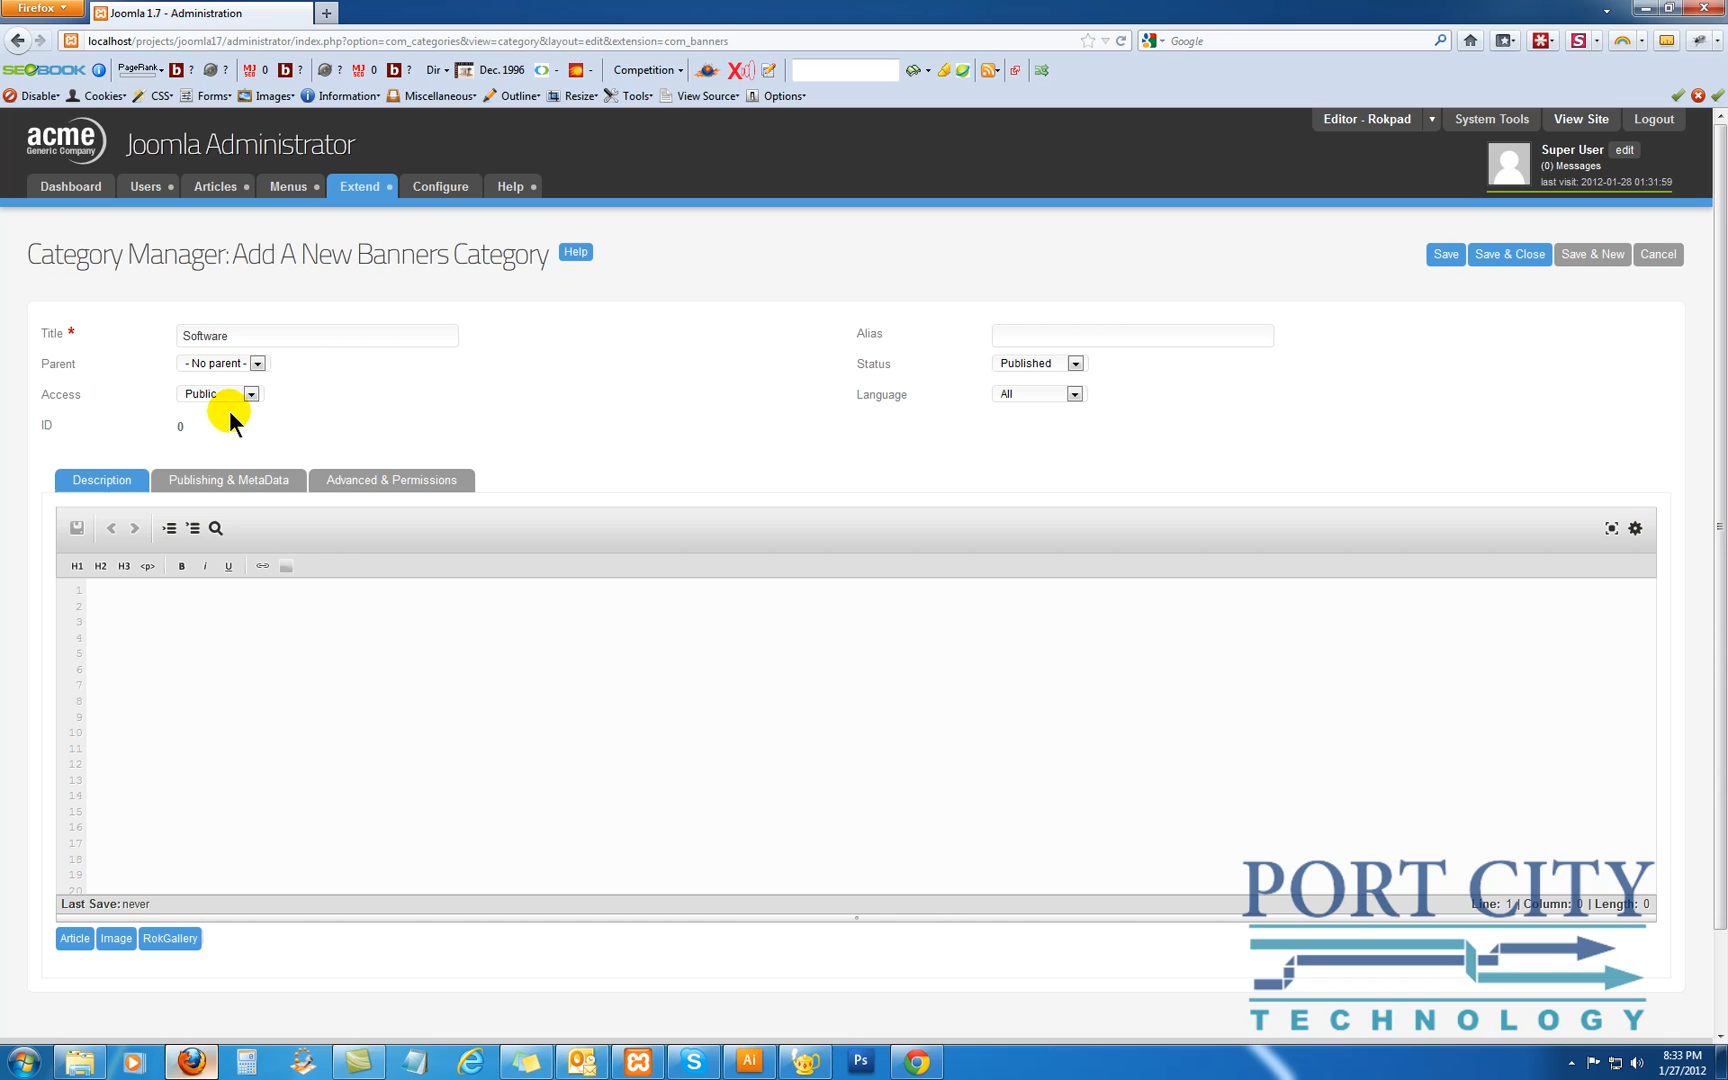 Firefox
Joomla 1.7 - Administration
localhost/projects/joomla17/administrator/index.php?option=com_categories&view=category&layout=edit&extension=com_banners
Google
SEOBOOK PageRank ? ? 0 ? ? 0 ? Dir Dec. 1996 - - Competition
Disable Cookies CSS Forms Images Information Miscellaneous Outline Resize Tools View Source Options
acme
Generic Company
Joomla Administrator
Editor - Rokpad System Tools View Site Logout
Super User edit
(0) Messages
last visit: 2012-01-28 01:31:59
Dashboard Users Articles Menus Extend Configure Help
Category Manager: Add A New Banners Category Help
Save Save & Close Save & New Cancel
Title * Software Alias
Parent - No parent - Status Published
Access Public Language All
ID 0
Description Publishing & MetaData Advanced & Permissions
H1 H2 H3 <p> B i U
1
2
3
4
5
6
7
8
9
10
11
12
13
14
15
16
17
18
19
20
Last Save: never Line: 1 | Column: 0 | Length: 0
Article Image RokGallery
PORT CITY
TECHNOLOGY
Ai Ps
8:33 PM
1/27/2012